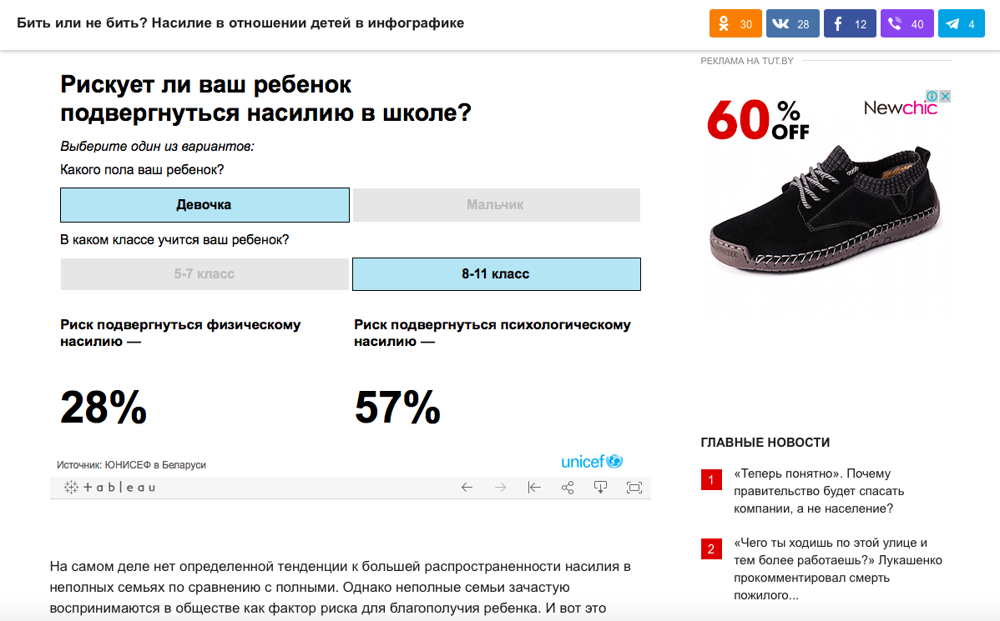 Бить или не бить? Насилие в отношении детей в инфографике
30
28
12
40
4
Рискует ли ваш ребенок
подвергнуться насилию в школе?
Выберите один из вариантов:
Какого пола ваш ребенок?
Девочка
Мальчик
В каком классе учится ваш ребенок?
5-7 класс
8-11 класс
Риск подвергнуться физическому
насилию —
28%
Риск подвергнуться психологическому
насилию —
57%
Источник: ЮНИСЕФ в Беларуси
unicef
+ a b | e a u
На самом деле нет определенной тенденции к большей распространенности насилия в
неполных семьях по сравнению с полными. Однако неполные семьи зачастую
воспринимаются в обществе как фактор риска для благополучия ребенка. И вот это
РЕКЛАМА НА TUT.BY
60% OFF
Newchic
ГЛАВНЫЕ НОВОСТИ
1
«Теперь понятно». Почему
правительство будет спасать
компании, а не население?
2
«Чего ты ходишь по этой улице и
тем более работаешь?» Лукашенко
прокомментировал смерть
пожилого...